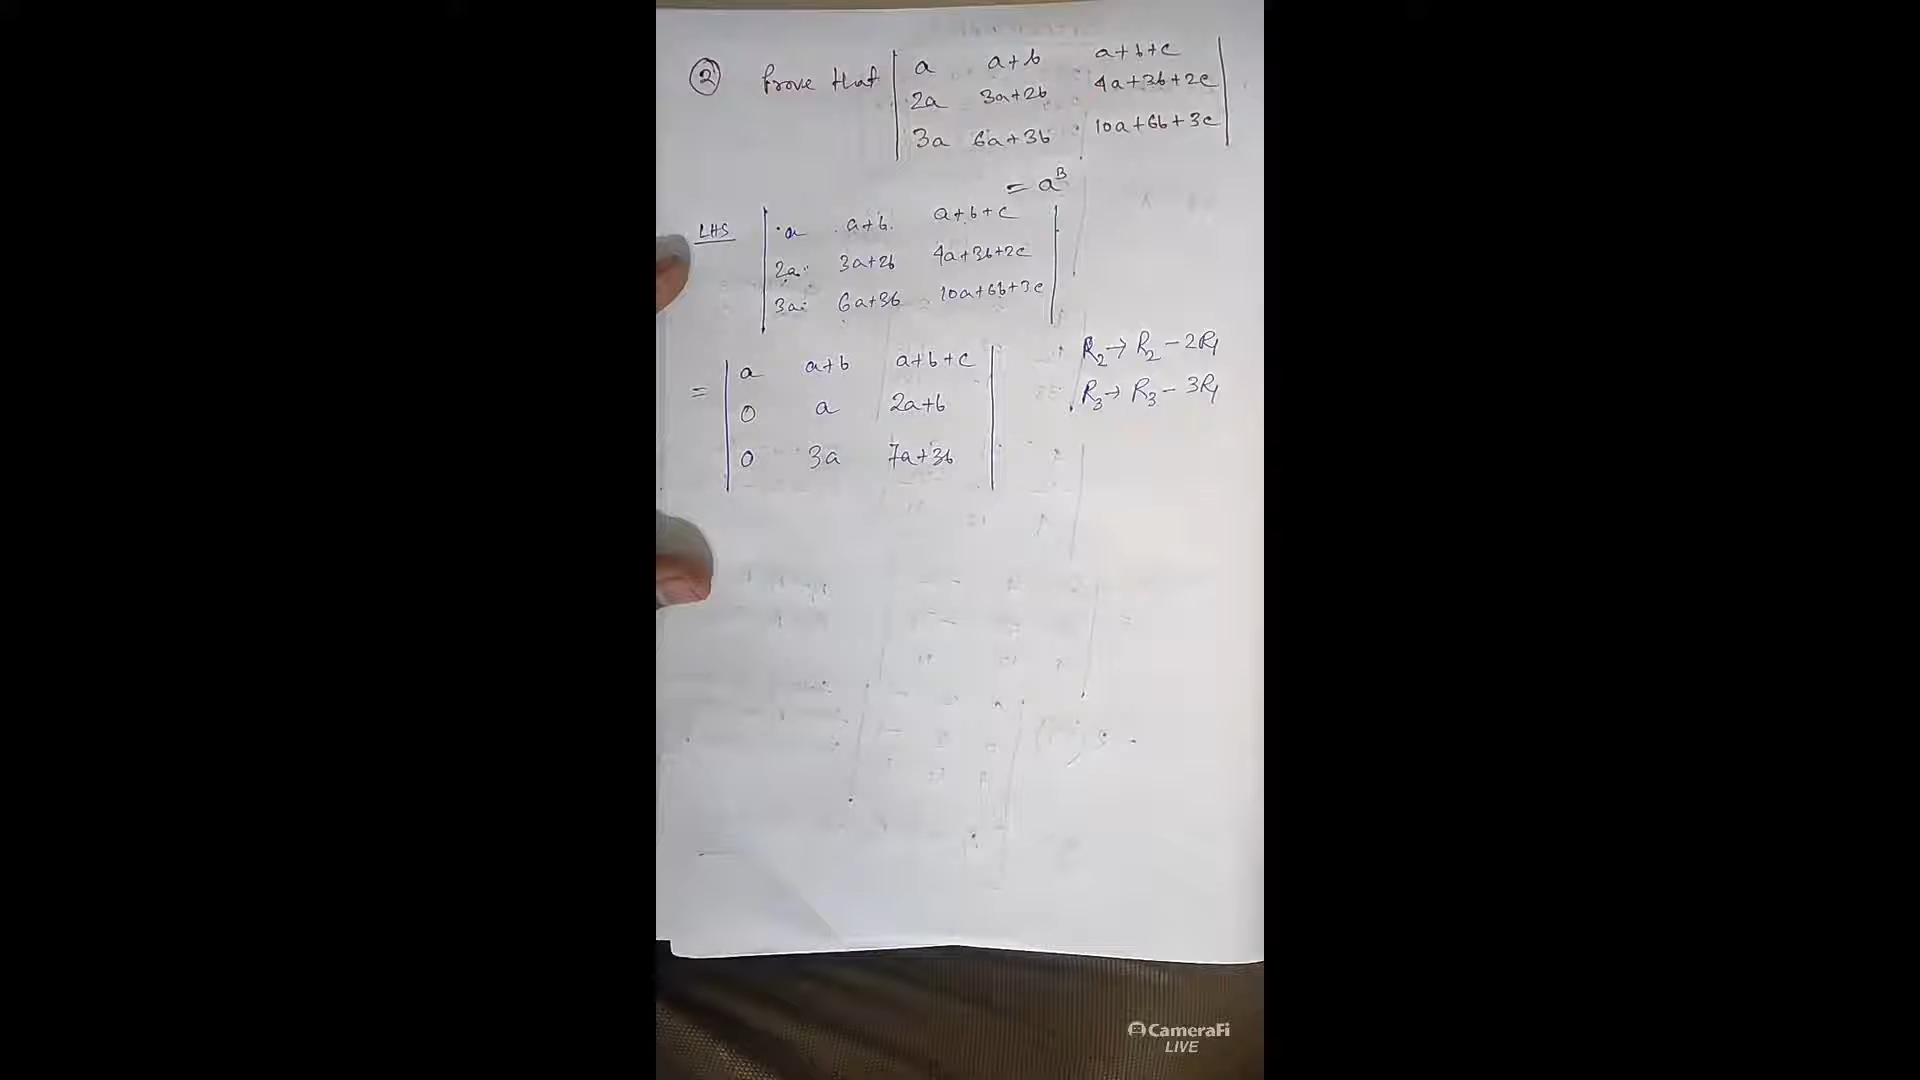 ② Prove that | a a+b a+b+c |
| 2a 3a+2b 4a+3b+2c |
| 3a 6a+3b 10a+6b+3c |
= a³
LHS | a a+b a+b+c |
| 2a 3a+2b 4a+3b+2c |
| 3a 6a+3b 10a+6b+3c |
= | a a+b a+b+c | R₂→R₂-2R₁
| 0 a 2a+b | R₃→R₃-3R₁
| 0 3a 7a+3b |
CameraFi
LIVE